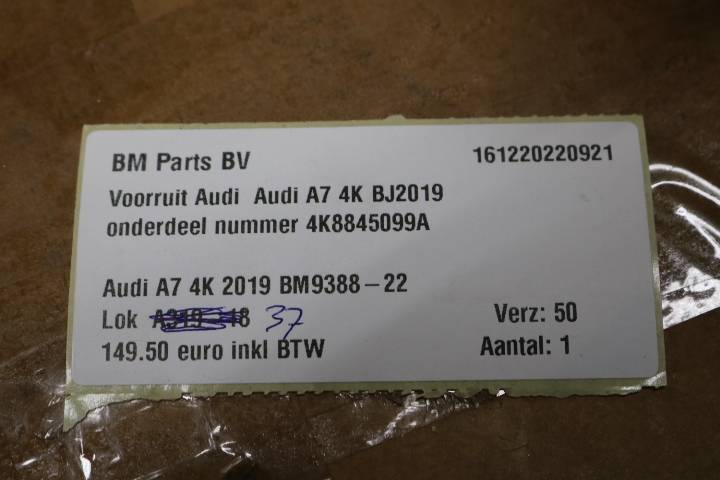 BM Parts BV 161220220921
Voorruit Audi Audi A7 4K BJ2019
onderdeel nummer 4K8845099A
Audi A7 4K 2019 BM9388-22
Lok 37 Verz: 50
149.50 euro inkl BTW Aantal: 1